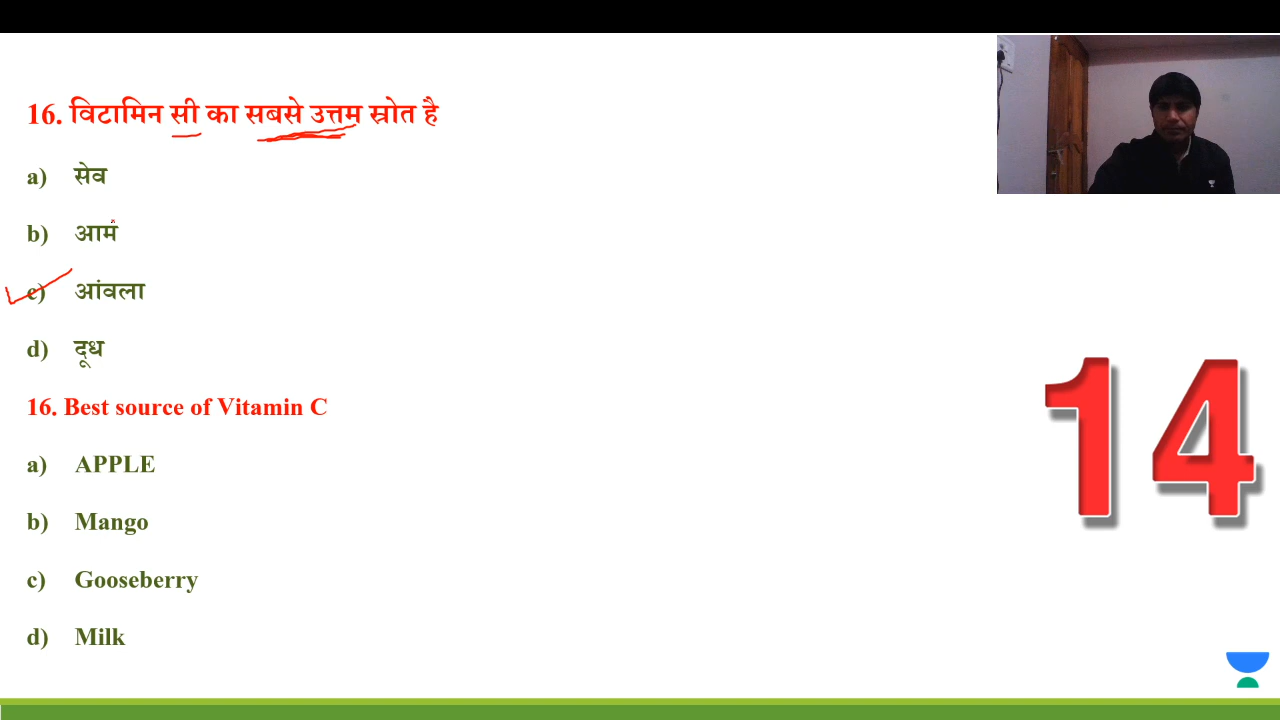 16. विटामिन सी का सबसे उत्तम स्रोत है
a) सेव
b) आम
c) आंवला
d) दूध
16. Best source of Vitamin C
a) APPLE
b) Mango
c) Gooseberry
d) Milk
14